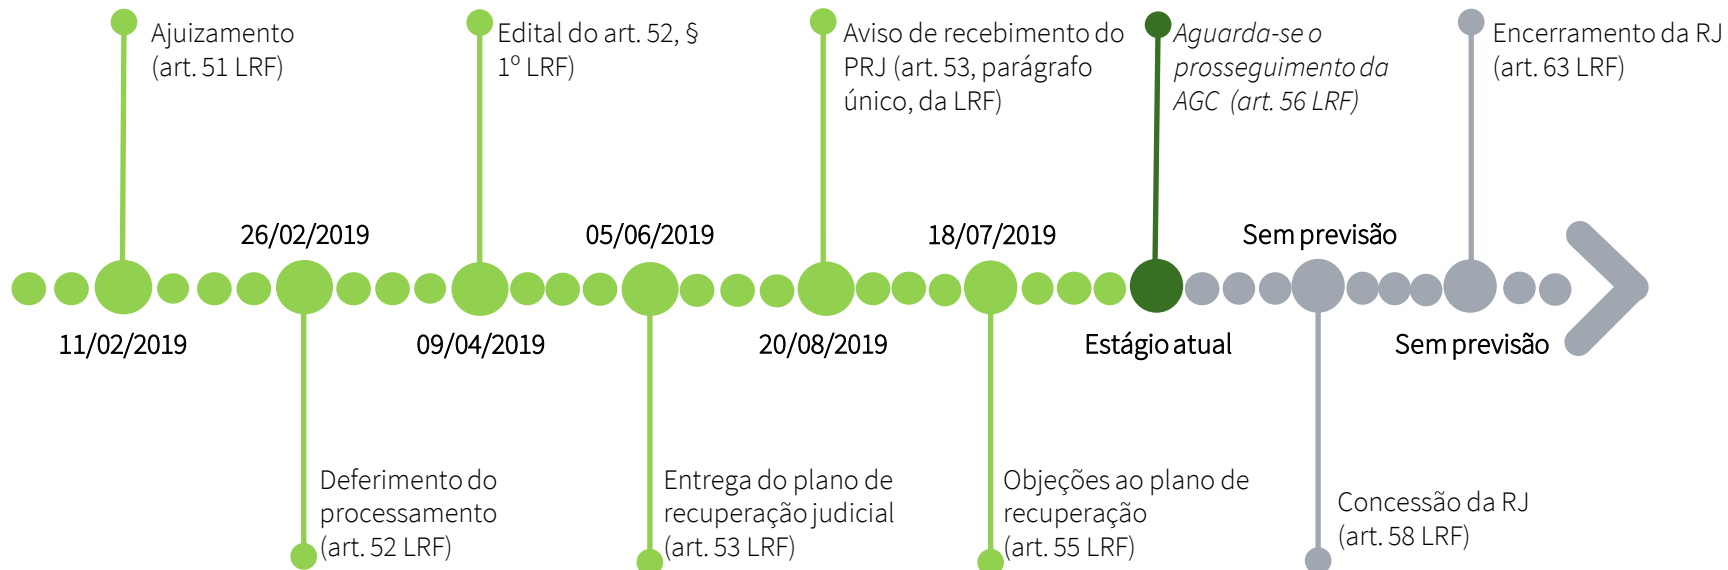 Ajuizamento
(art. 51 LRF)
Edital do art. 52, §
1º LRF)
Aviso de recebimento do
PRJ (art. 53, parágrafo
único, da LRF)
Aguarda-se o
prosseguimento da
AGC (art. 56 LRF)
Encerramento da RJ
(art. 63 LRF)
26/02/2019
05/06/2019
18/07/2019
Sem previsão
11/02/2019
09/04/2019
20/08/2019
Estágio atual
Sem previsão
Deferimento do
processamento
(art. 52 LRF)
Entrega do plano de
recuperação judicial
(art. 53 LRF)
Objeções ao plano de
recuperação
(art. 55 LRF)
Concessão da RJ
(art. 58 LRF)